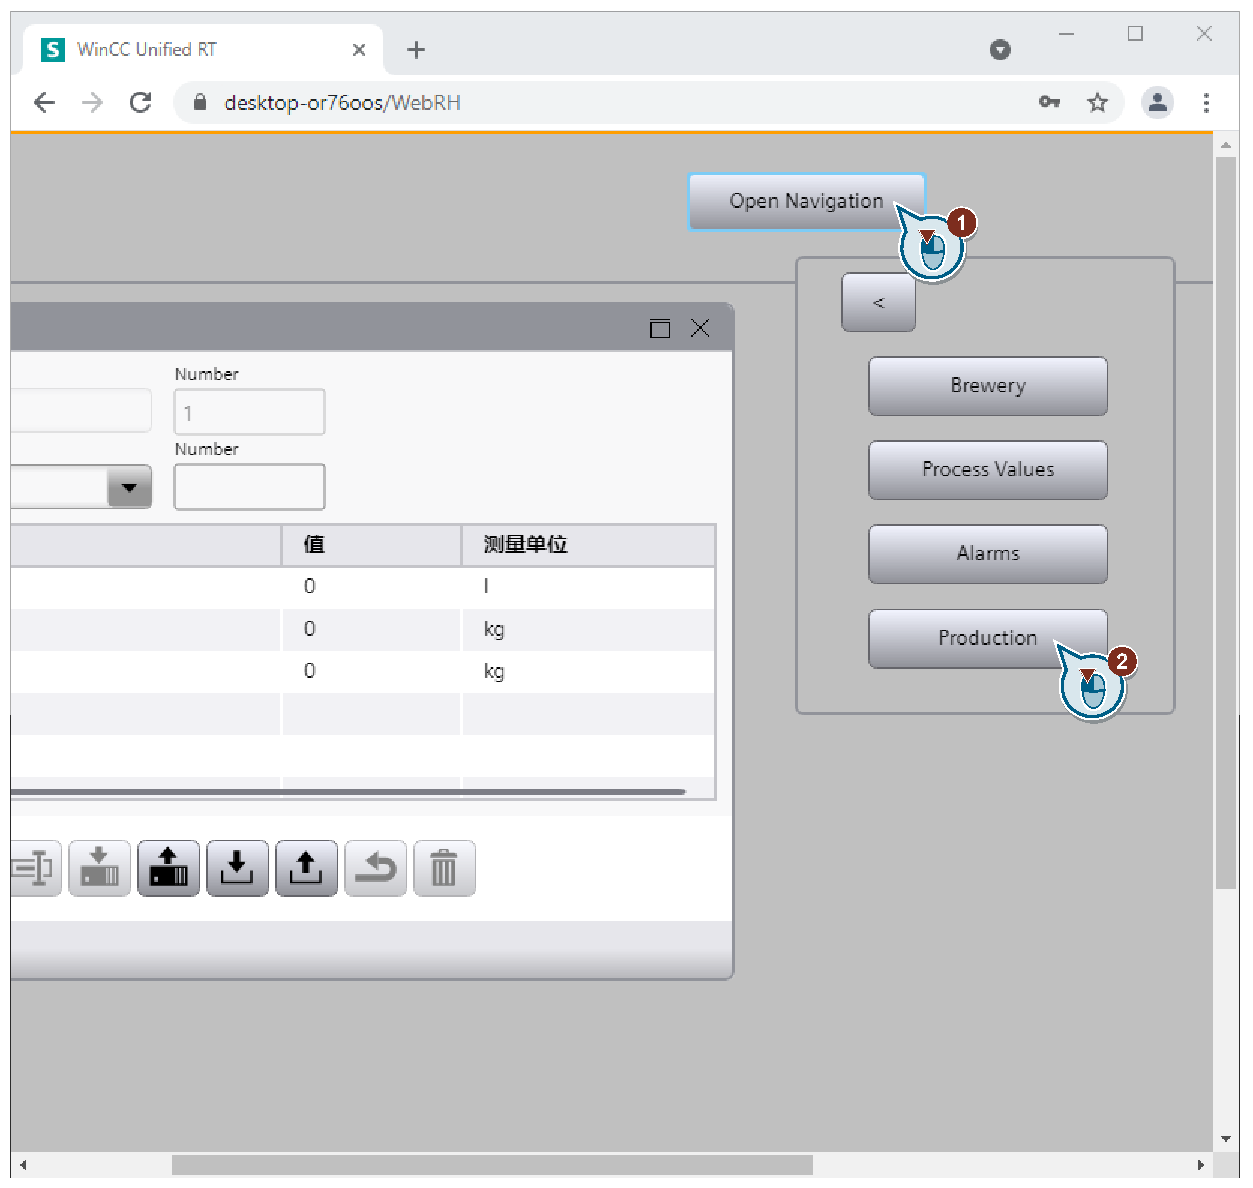 S WinCC Unified RT
desktop-or76oos/WebRH
Open Navigation
1
<
Brewery
Process Values
Alarms
Production
2
Number
1
Number
值 测量单位
0 l
0 kg
0 kg